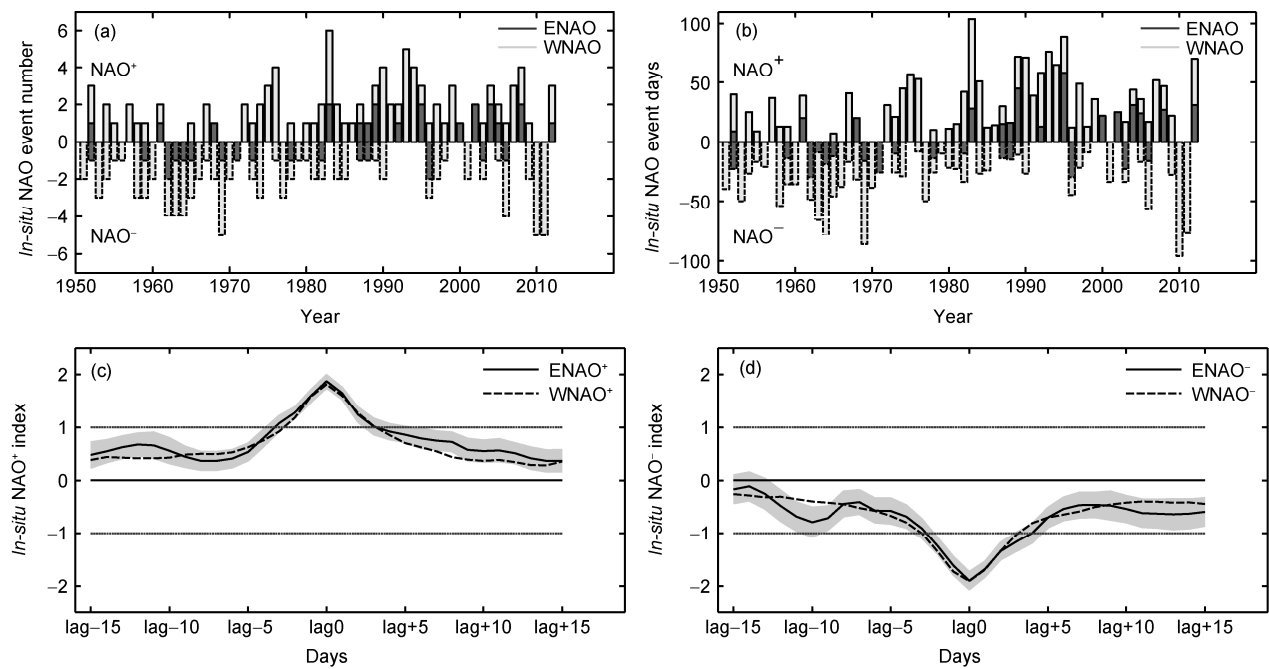 (a)
ENAO
WNAO
NAO⁺
NAO⁻
6
4
2
0
−2
−4
−6
In-situ NAO event number
1950 1960 1970 1980 1990 2000 2010
Year
(b)
ENAO
WNAO
NAO⁺
NAO⁻
100
50
0
−50
−100
In-situ NAO event days
1950 1960 1970 1980 1990 2000 2010
Year
(c)
ENAO⁺
WNAO⁺
2
1
0
−1
−2
In-situ NAO⁺ index
lag−15 lag−10 lag−5 lag0 lag+5 lag+10 lag+15
Days
(d)
ENAO⁻
WNAO⁻
2
1
0
−1
−2
In-situ NAO⁻ index
lag−15 lag−10 lag−5 lag0 lag+5 lag+10 lag+15
Days